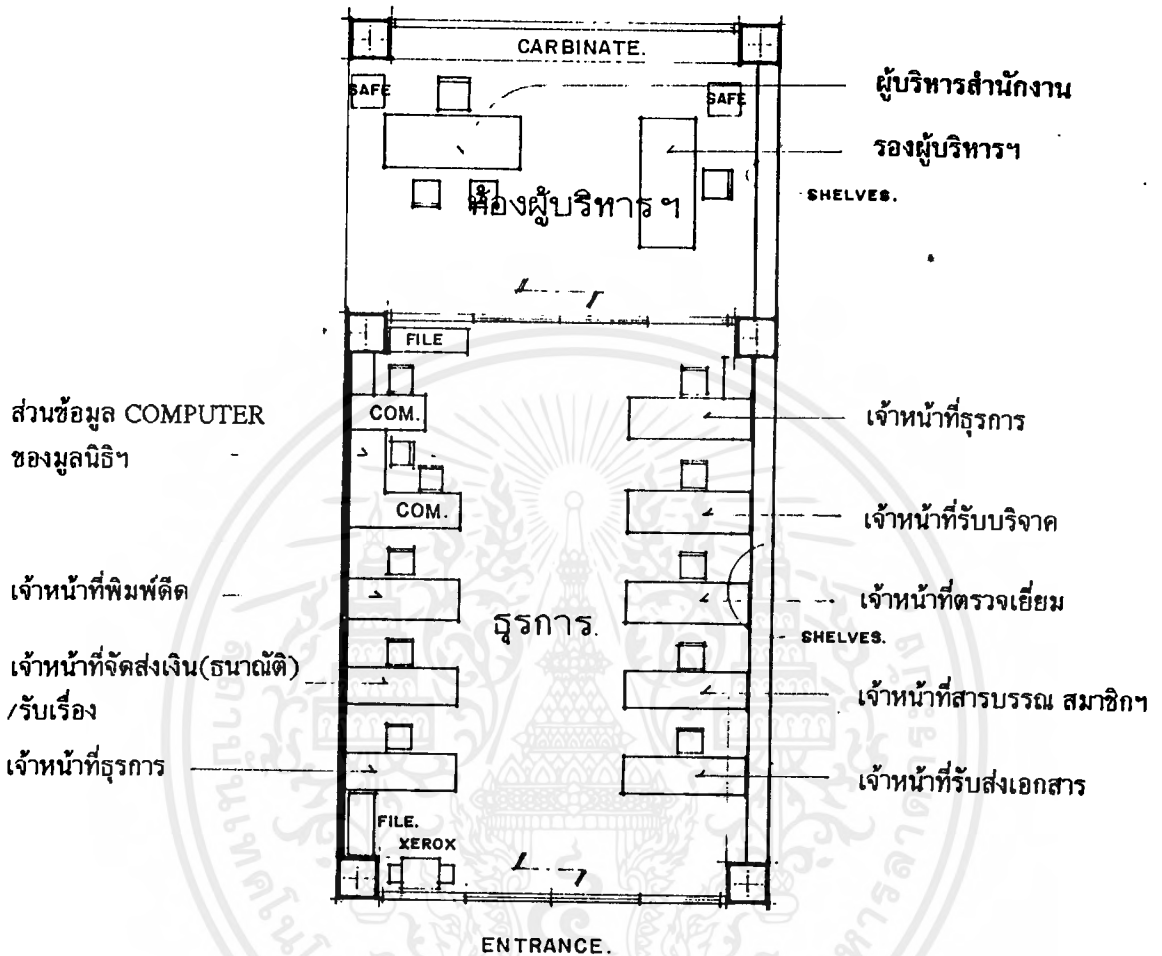 CARBINATE.
SAFE
SAFE
ผู้บริหารสำนักงาน
รองผู้บริหารฯ
ห้องผู้บริหารฯ
SHELVES.
FILE
ส่วนข้อมูล COMPUTER
ของมูลนิธิฯ
COM.
เจ้าหน้าที่ธุรการ
COM.
เจ้าหน้าที่รับบริจาค
เจ้าหน้าที่พิมพ์ดีด
เจ้าหน้าที่ตรวจเยี่ยม
ธุรการ.
SHELVES.
เจ้าหน้าที่จัดส่งเงิน(ธนาณัติ)
/รับเรื่อง
เจ้าหน้าที่สารบรรณ สมาชิกฯ
เจ้าหน้าที่ธุรการ
เจ้าหน้าที่รับส่งเอกสาร
FILE.
XEROX
ENTRANCE.